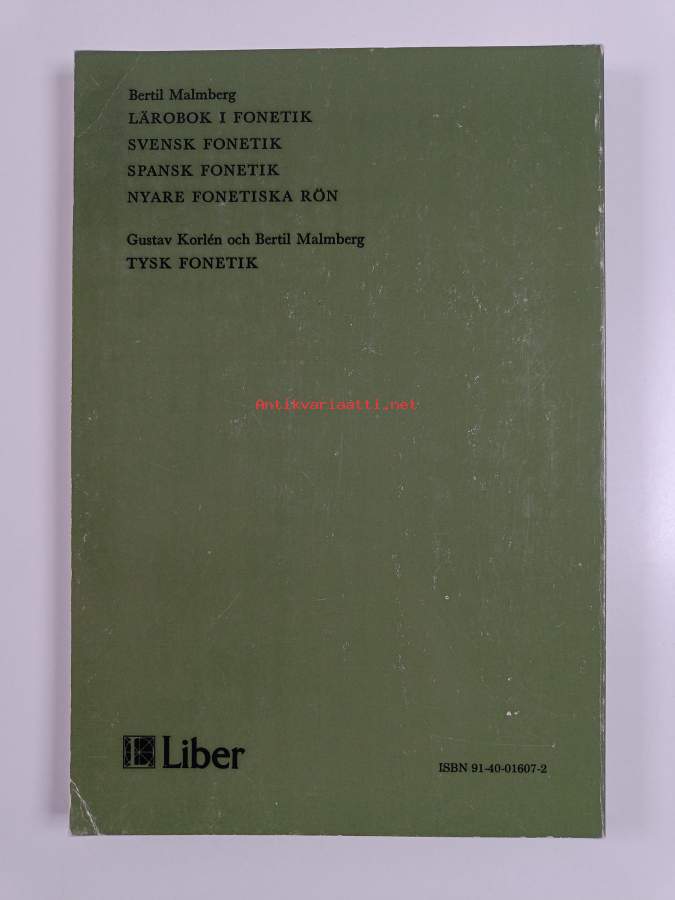 Bertil Malmberg
LÄROBOK I FONETIK
SVENSK FONETIK
SPANSK FONETIK
NYARE FONETISKA RÖN
Gustav Korlén och Bertil Malmberg
TYSK FONETIK
Antikvariaatti.net
Liber
ISBN 91-40-01607-2